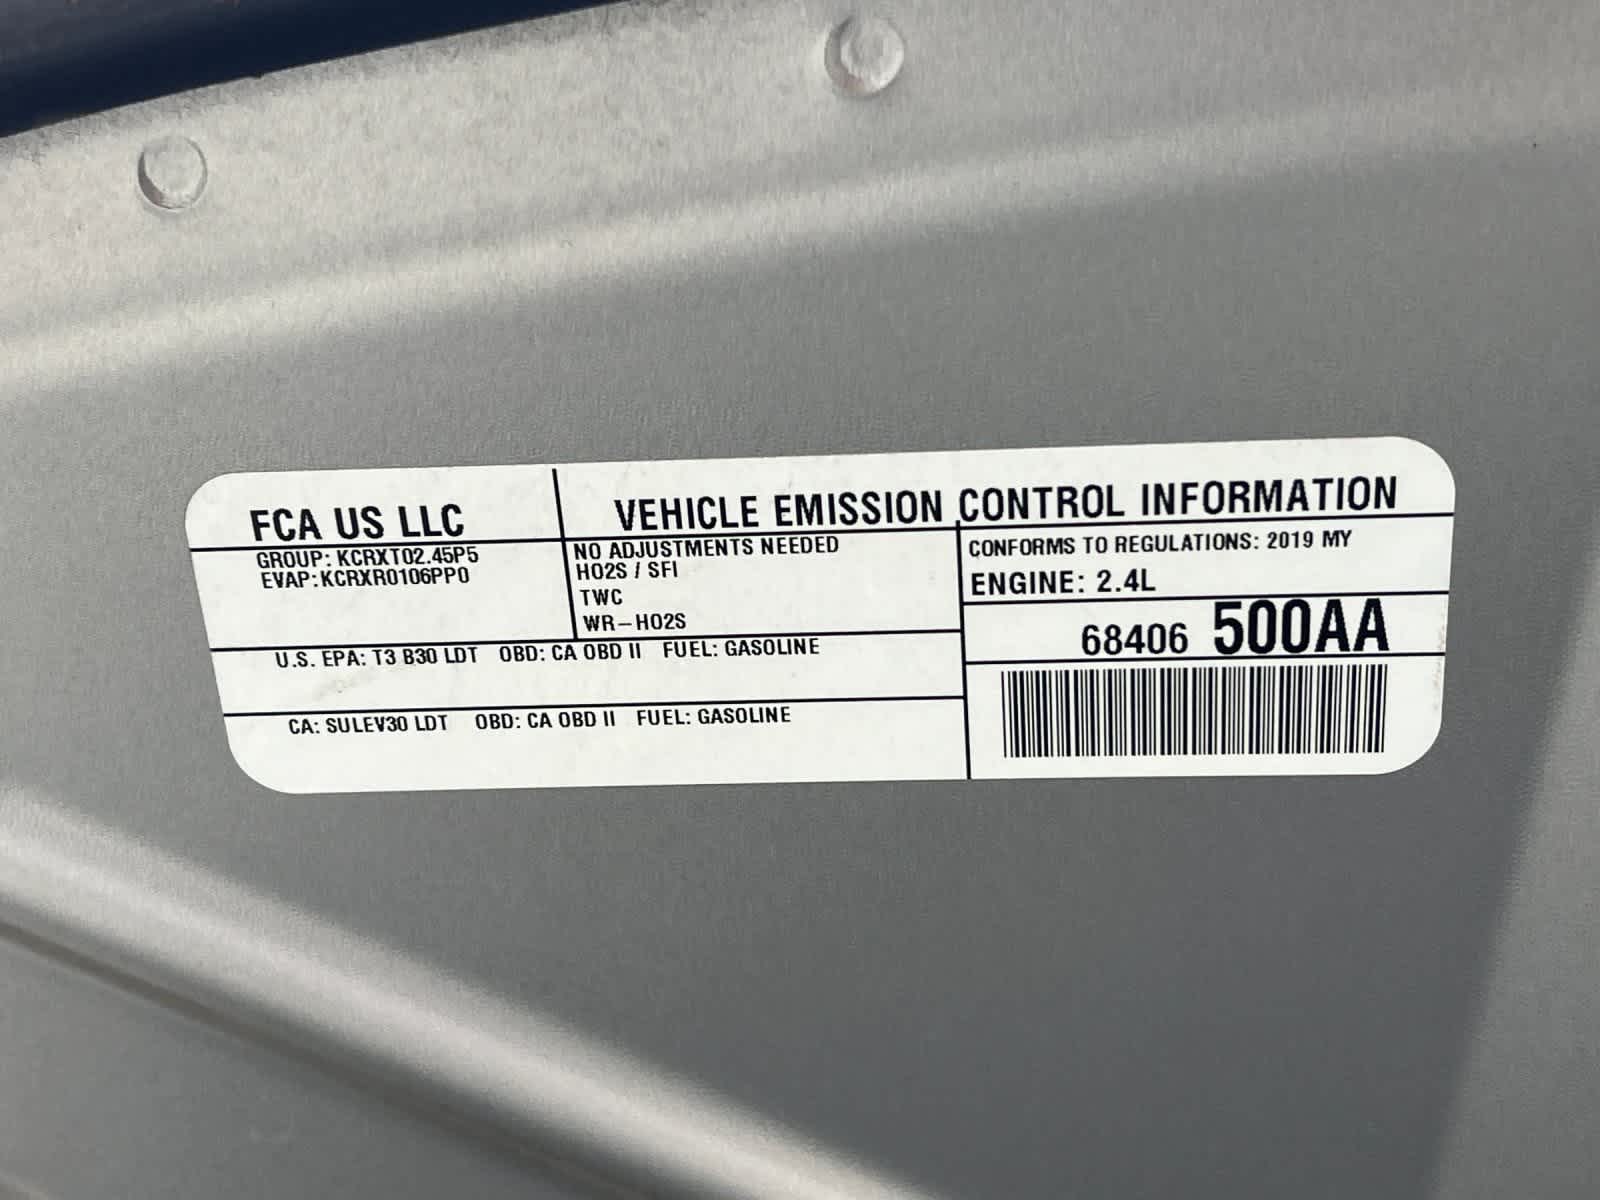 FCA US LLC
VEHICLE EMISSION CONTROL INFORMATION
GROUP: KCRXT02.45P5
EVAP:KCRXR0106PP0
NO ADJUSTMENTS NEEDED
HO2S / SFI
TWC
WR-HO2S
CONFORMS TO REGULATIONS: 2019 MY
ENGINE: 2.4L
68406 500AA
U.S. EPA: T3 B30 LDT OBD: CA OBD II FUEL: GASOLINE
CA: SULEV30 LDT OBD: CA OBD II FUEL: GASOLINE